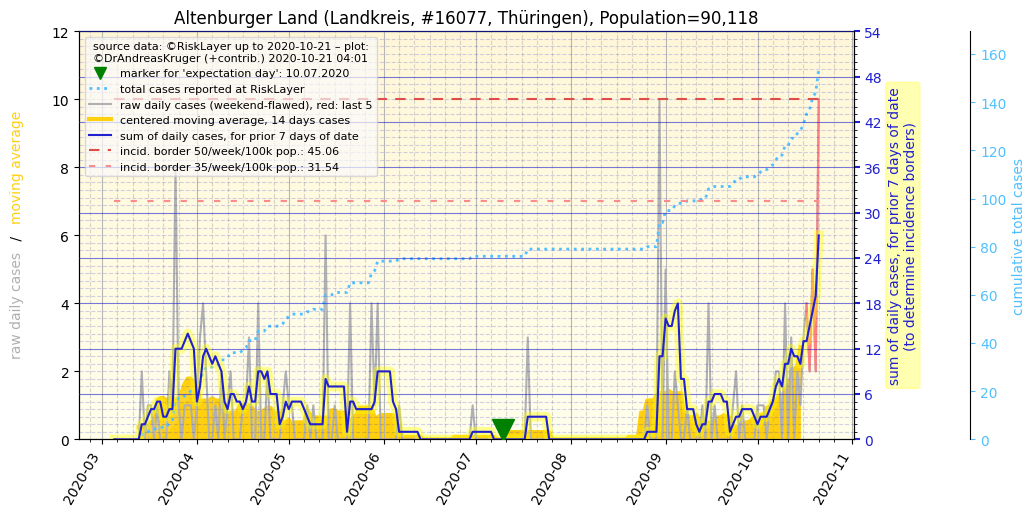 Altenburger Land (Landkreis, #16077, Thüringen), Population=90,118
source data: ©RiskLayer up to 2020-10-21 – plot:
©DrAndreasKruger (+contrib.) 2020-10-21 04:01
marker for 'expectation day': 10.07.2020
total cases reported at RiskLayer
raw daily cases (weekend-flawed), red: last 5
centered moving average, 14 days cases
sum of daily cases, for prior 7 days of date
incid. border 50/week/100k pop.: 45.06
incid. border 35/week/100k pop.: 31.54
raw daily cases / moving average
12
10
8
6
4
2
0
2020-03
2020-04
2020-05
2020-06
2020-07
2020-08
2020-09
2020-10
2020-11
54
48
42
36
30
24
18
12
6
0
sum of daily cases, for prior 7 days of date
(to determine incidence borders)
160
140
120
100
80
60
40
20
0
cumulative total cases